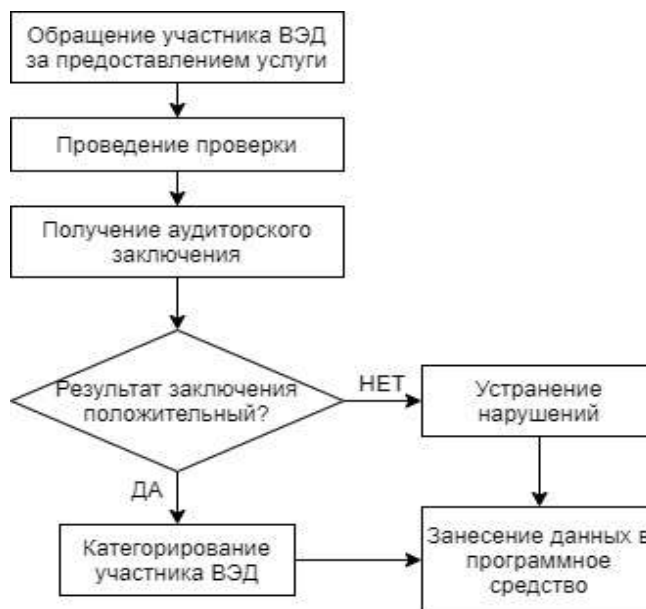 Обращение участника ВЭД
за предоставлением услуги
Проведение проверки
Получение аудиторского
заключения
Результат заключения
положительный?
НЕТ
Устранение
нарушений
ДА
Категорирование
участника ВЭД
Занесение данных в
программное
средство